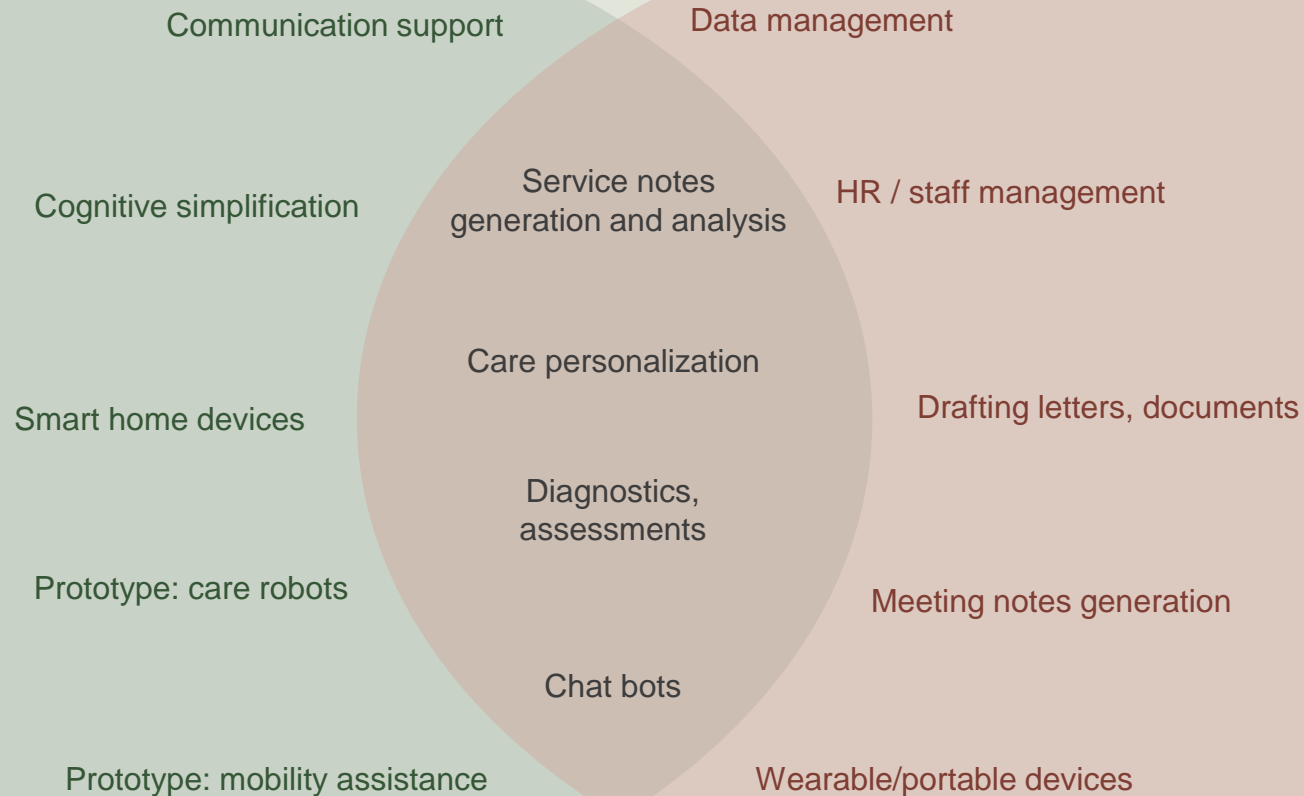 Communication support
Data management
Cognitive simplification
Service notes
generation and analysis
HR / staff management
Care personalization
Smart home devices
Drafting letters, documents
Diagnostics,
assessments
Prototype: care robots
Meeting notes generation
Chat bots
Prototype: mobility assistance
Wearable/portable devices